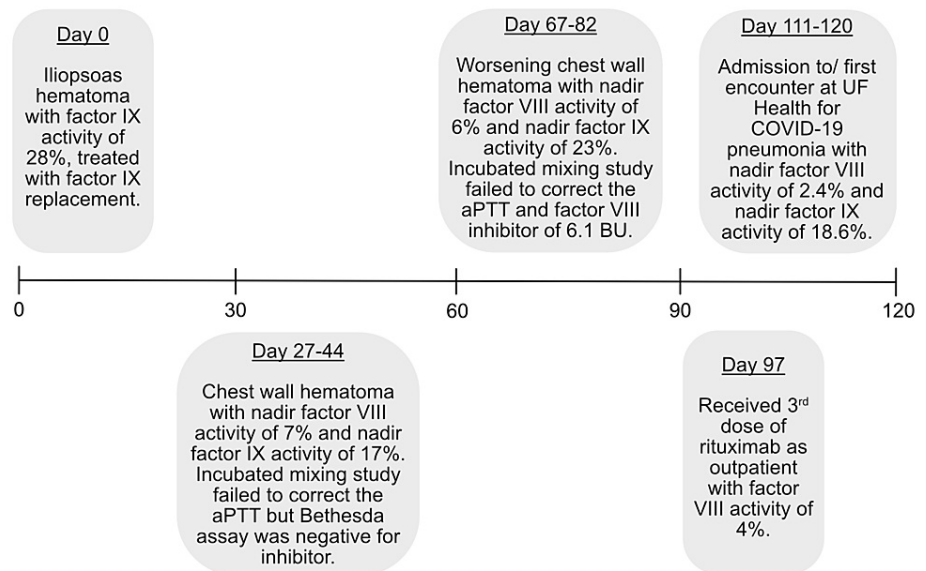 Day 0
Iliopsoas
hematoma
with factor IX
activity of
28%, treated
with factor IX
replacement.
Day 67-82
Worsening chest wall
hematoma with nadir
factor VIII activity of
6% and nadir factor IX
activity of 23%.
Incubated mixing study
failed to correct the
aPTT and factor VIII
inhibitor of 6.1 BU.
Day 111-120
Admission to/ first
encounter at UF
Health for
COVID-19
pneumonia with
nadir factor VIII
activity of 2.4% and
nadir factor IX
activity of 18.6%.
0
30
60
90
120
Day 27-44
Chest wall hematoma
with nadir factor VIII
activity of 7% and nadir
factor IX activity of 17%.
Incubated mixing study
failed to correct the
aPTT but Bethesda
assay was negative for
inhibitor.
Day 97
Received 3rd
dose of
rituximab as
outpatient
with factor
VIII activity of
4%.